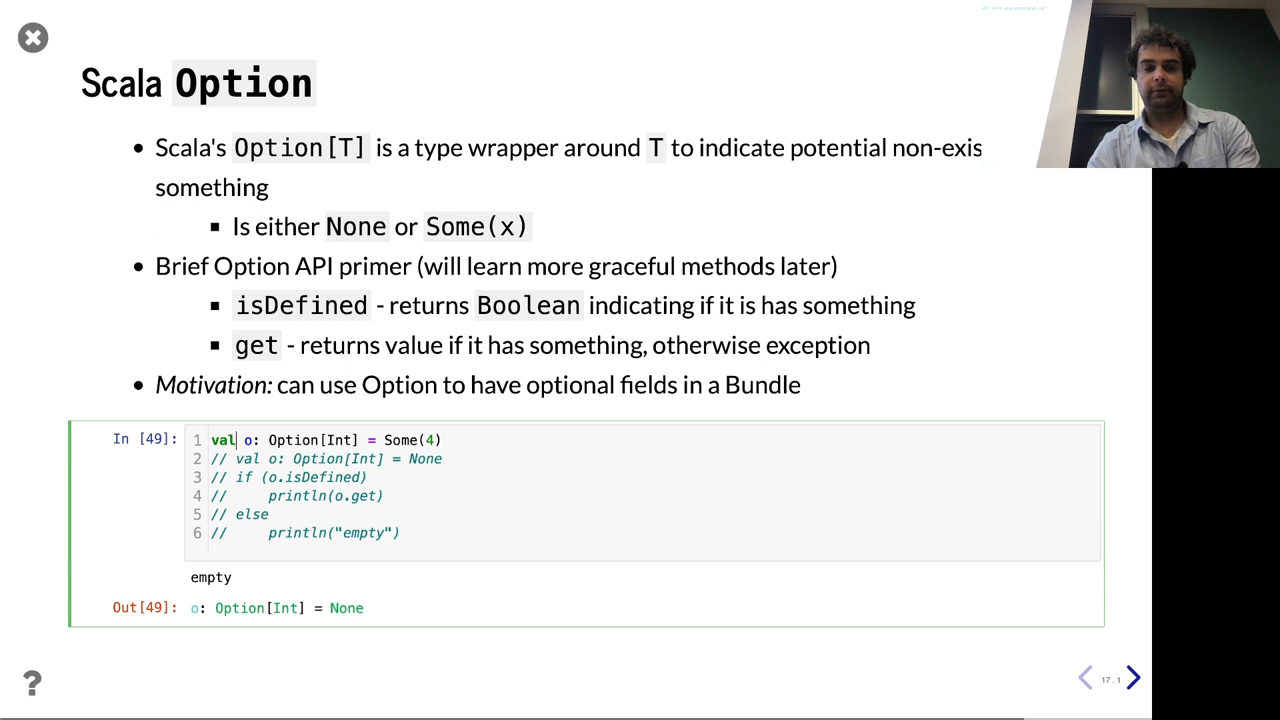 Scala Option
• Scala's Option[T] is a type wrapper around T to indicate potential non-exis
something
▪ Is either None or Some(x)
• Brief Option API primer (will learn more graceful methods later)
▪ isDefined - returns Boolean indicating if it is has something
▪ get - returns value if it has something, otherwise exception
• Motivation: can use Option to have optional fields in a Bundle
In [49]:
1 val o: Option[Int] = Some(4)
2 // val o: Option[Int] = None
3 // if (o.isDefined)
4 //     println(o.get)
5 // else
6 //     println("empty")
empty
Out[49]: o: Option[Int] = None
?
17.1